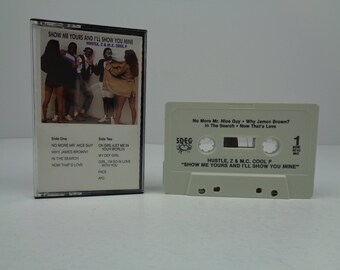 SHOW ME YOURS AND I'LL SHOW YOU MINE
HUSTLE, Z & M.C. COOL P
Side One
NO MORE MR. NICE GUY
WHY JAMES BROWN?
IN THE SEARCH
NOW THAT'S LOVE
Side Two
OH GIRL (LET ME IN
YOUR WORLD)
MY DEF GIRL
GIRL, I'M SO IN LOVE
WITH YOU
No More Mr. Nice Guy • Why James Brown?
In The Search • Now That's Love
1
HUSTLE, Z & M.C. COOL P
"SHOW ME YOURS AND I'LL SHOW YOU MINE"